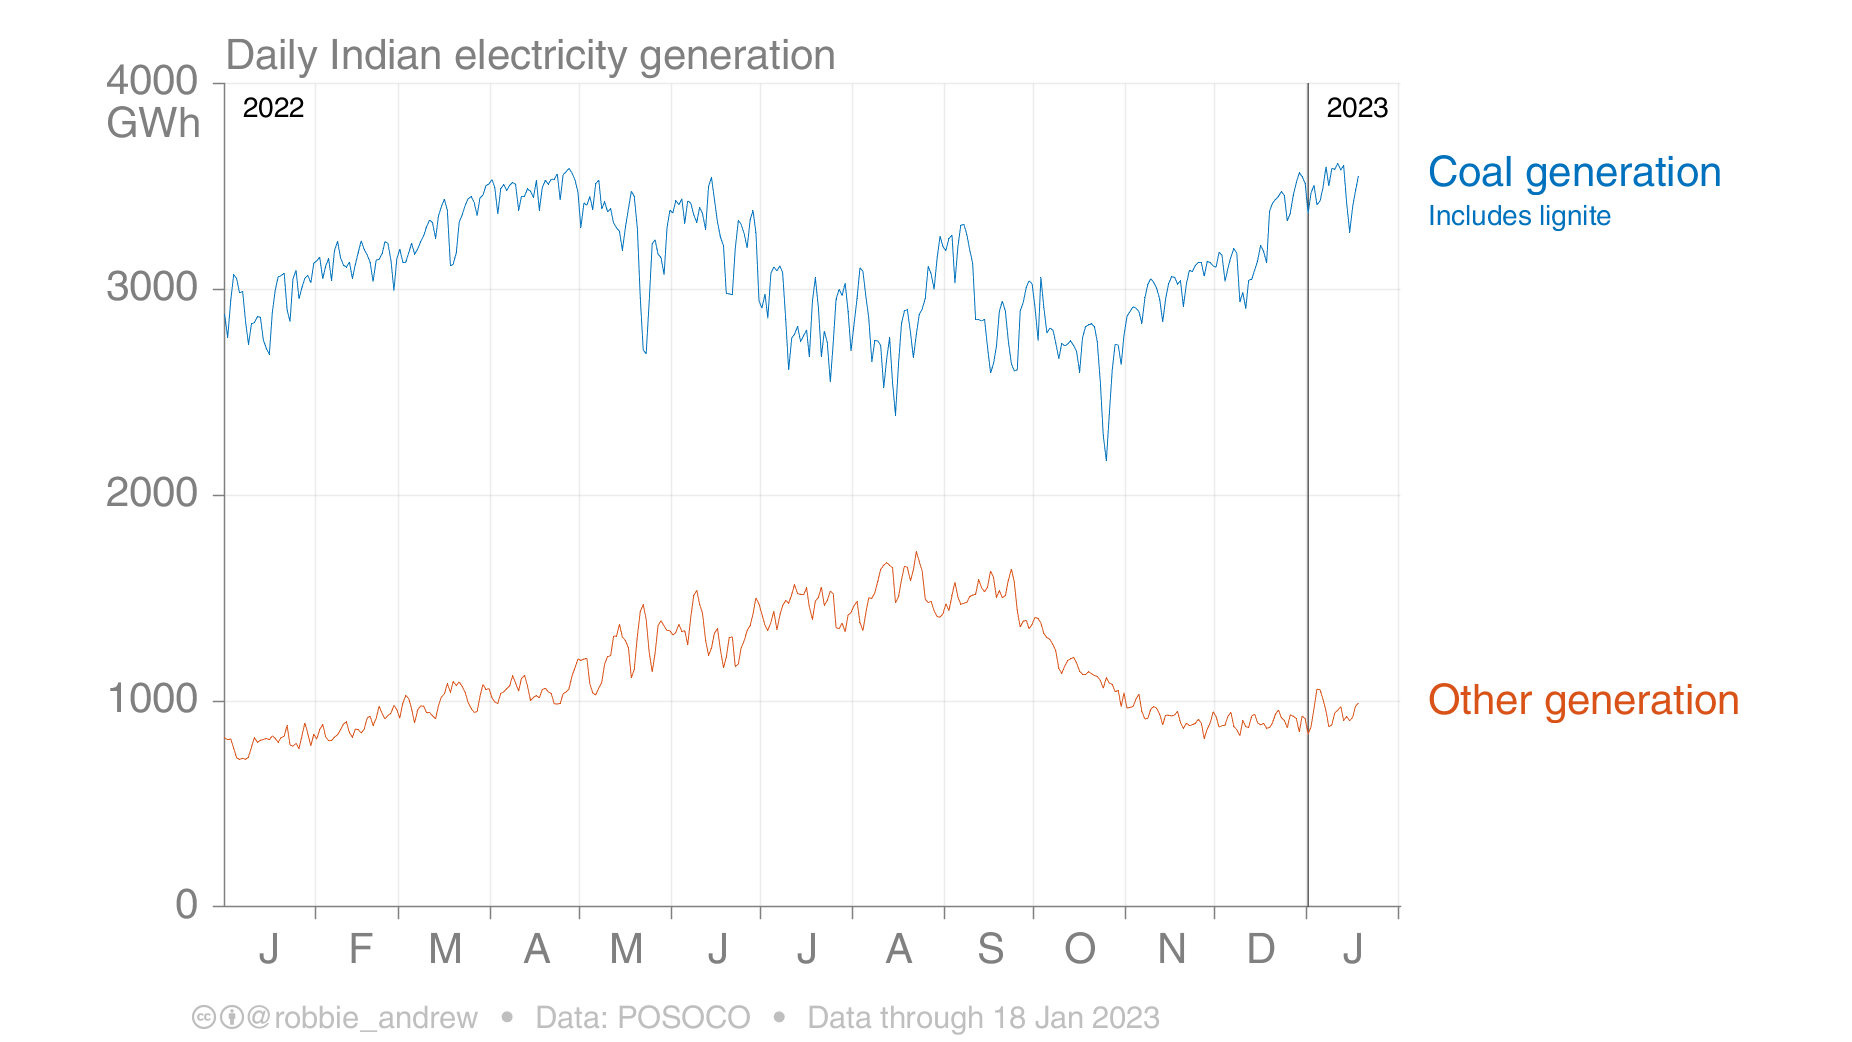 Daily Indian electricity generation
4000
GWh
2022
2023
Coal generation
Includes lignite
3000
2000
1000
Other generation
0
J F M A M J J A S O N D J
cc @robbie_andrew • Data: POSOCO • Data through 18 Jan 2023